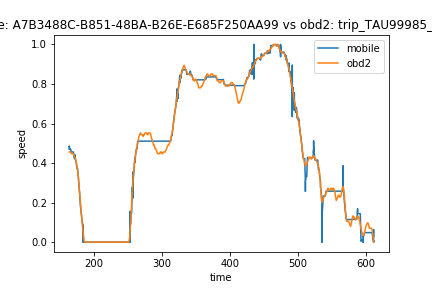 e: A7B3488C-B851-48BA-B26E-E685F250AA99 vs obd2: trip_TAU99985_
mobile
obd2
speed
1.0
0.8
0.6
0.4
0.2
0.0
200 300 400 500 600
time